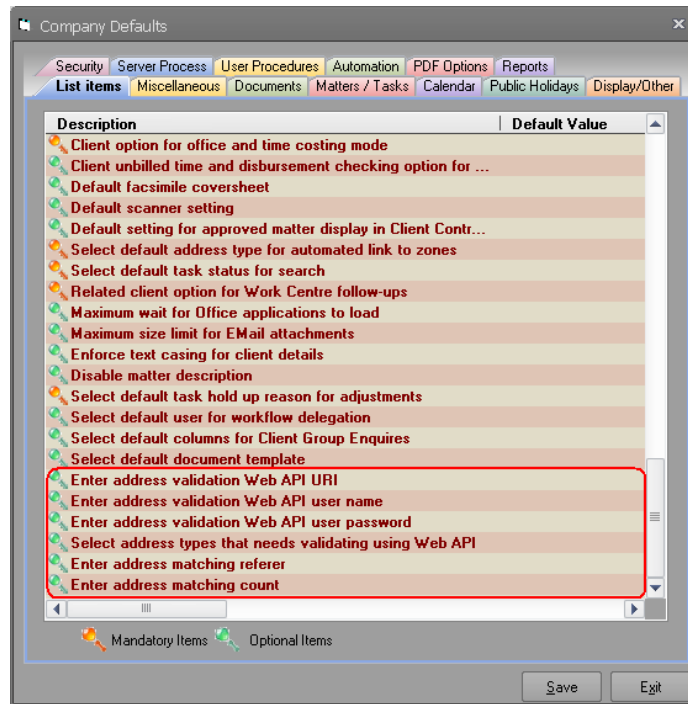 Company Defaults
Security Server Process User Procedures Automation PDF Options Reports
List items Miscellaneous Documents Matters / Tasks Calendar Public Holidays Display/Other
Description Default Value
Client option for office and time costing mode
Client unbilled time and disbursement checking option for ...
Default facsimile coversheet
Default scanner setting
Default setting for approved matter display in Client Contr...
Select default address type for automated link to zones
Select default task status for search
Related client option for Work Centre follow-ups
Maximum wait for Office applications to load
Maximum size limit for EMail attachments
Enforce text casing for client details
Disable matter description
Select default task hold up reason for adjustments
Select default user for workflow delegation
Select default columns for Client Group Enquires
Select default document template
Enter address validation Web API URI
Enter address validation Web API user name
Enter address validation Web API user password
Select address types that needs validating using Web API
Enter address matching referer
Enter address matching count
Mandatory Items Optional Items
Save Exit